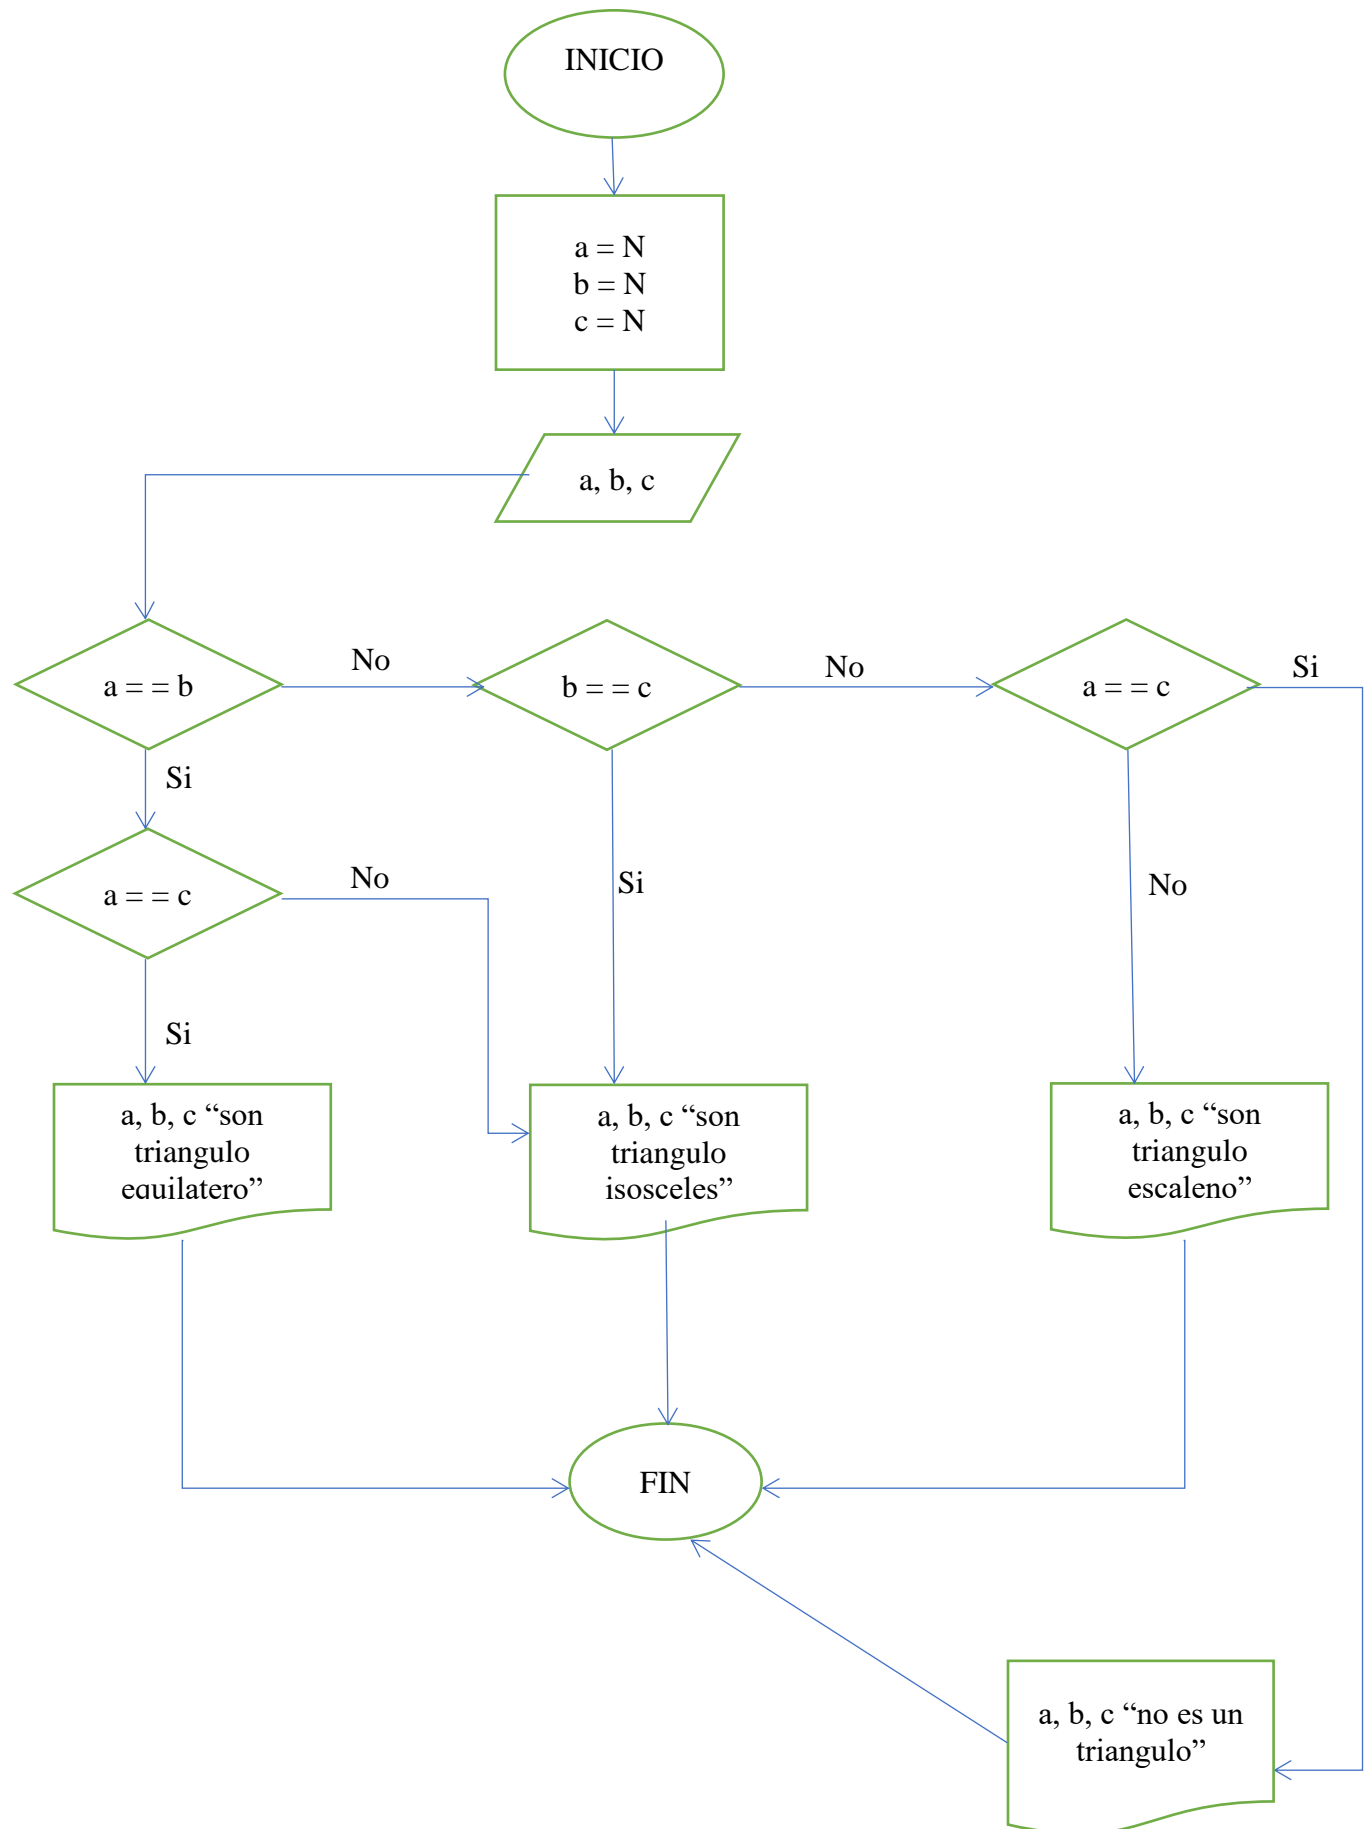 INICIO
a = N
b = N
c = N
a, b, c
a = = b
No
b = = c
No
a = = c
Si
Si
a = = c
No
Si
No
Si
a, b, c “son
triangulo
equilatero”
a, b, c “son
triangulo
isosceles”
a, b, c “son
triangulo
escaleno”
FIN
a, b, c “no es un
triangulo”